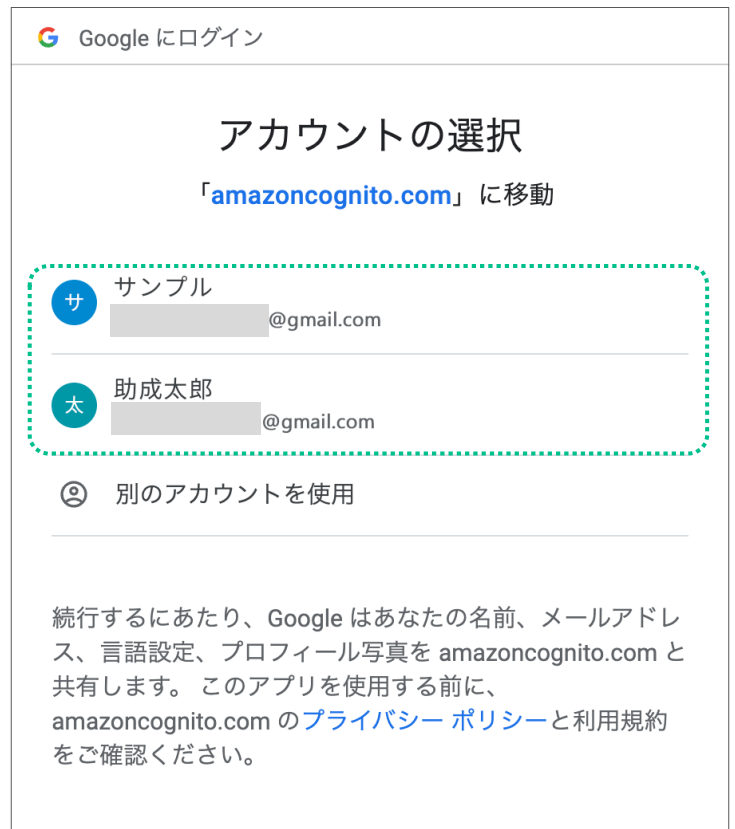 Google にログイン
アカウントの選択
「amazoncognito.com」に移動
サ
サンプル
@gmail.com
太
助成太郎
@gmail.com
別のアカウントを使用
続行するにあたり、Google はあなたの名前、メールアドレ
ス、言語設定、プロフィール写真を amazoncognito.com と
共有します。 このアプリを使用する前に、
amazoncognito.com のプライバシー ポリシーと利用規約
をご確認ください。